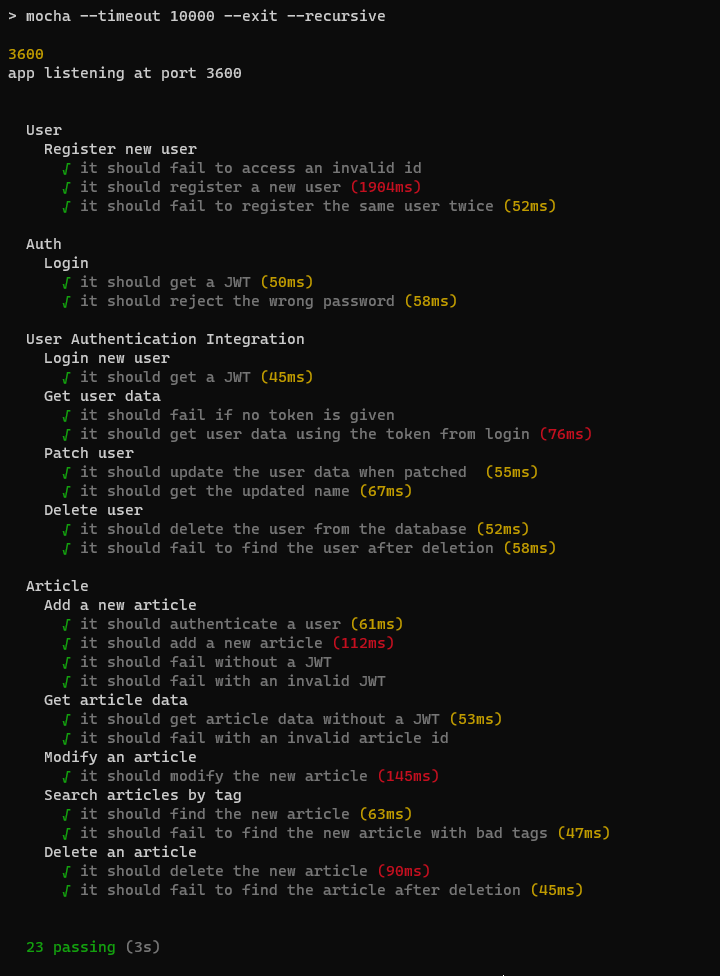 > mocha --timeout 10000 --exit --recursive
3600
app listening at port 3600
User
Register new user
√ it should fail to access an invalid id
√ it should register a new user (1904ms)
√ it should fail to register the same user twice (52ms)
Auth
Login
√ it should get a JWT (50ms)
√ it should reject the wrong password (58ms)
User Authentication Integration
Login new user
√ it should get a JWT (45ms)
Get user data
√ it should fail if no token is given
√ it should get user data using the token from login (76ms)
Patch user
√ it should update the user data when patched  (55ms)
√ it should get the updated name (67ms)
Delete user
√ it should delete the user from the database (52ms)
√ it should fail to find the user after deletion (58ms)
Article
Add a new article
√ it should authenticate a user (61ms)
√ it should add a new article (112ms)
√ it should fail without a JWT
√ it should fail with an invalid JWT
Get article data
√ it should get article data without a JWT (53ms)
√ it should fail with an invalid article id
Modify an article
√ it should modify the new article (145ms)
Search articles by tag
√ it should find the new article (63ms)
√ it should fail to find the new article with bad tags (47ms)
Delete an article
√ it should delete the new article (90ms)
√ it should fail to find the article after deletion (45ms)
23 passing (3s)